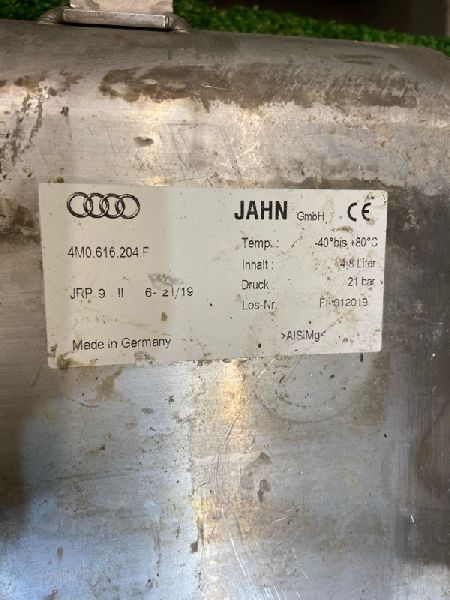 JAHN GmbH. CE
4M0.616.204.F
Temp.: -40°bis +80°C
Inhalt: 4,8 Liter
JRP 9 II 6- 21/19
Druck: 21 bar
Los-Nr.
Made in Germany
>AlSiMg<